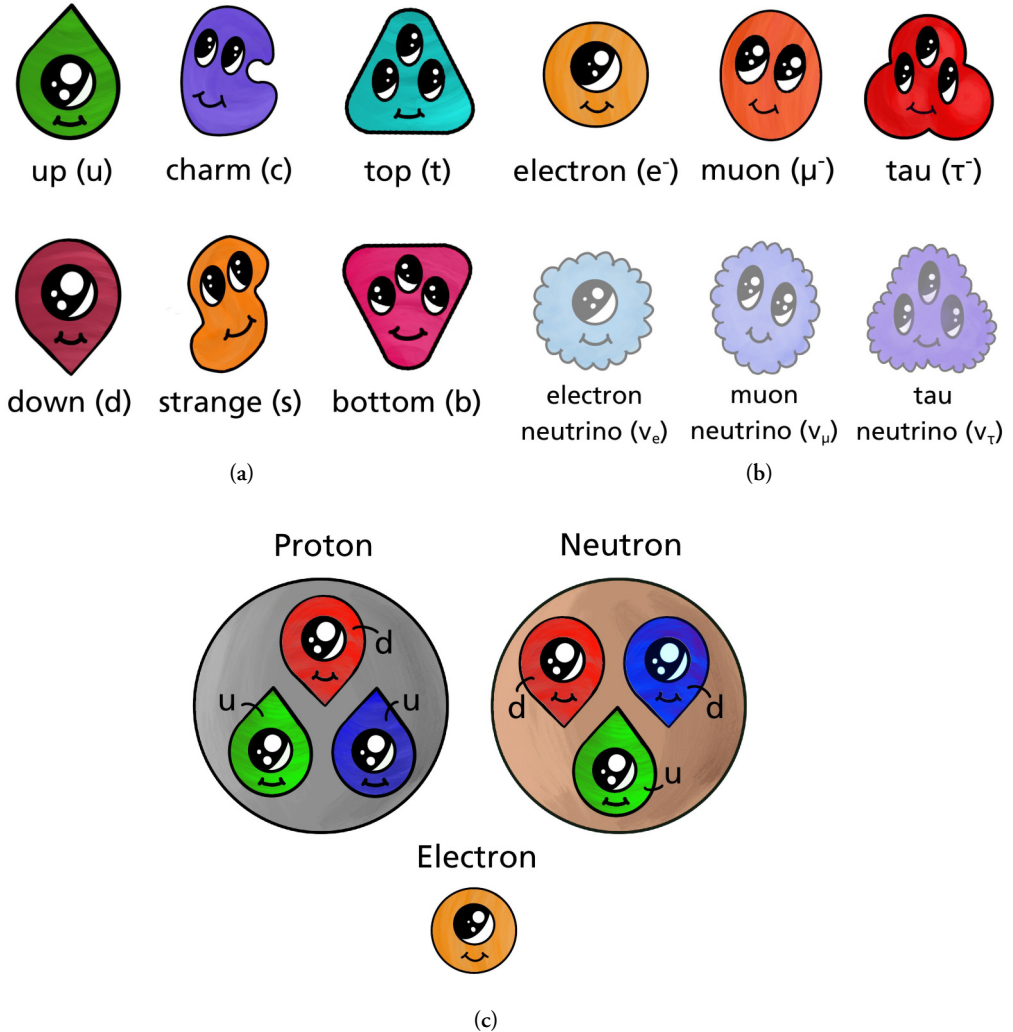 up (u) charm (c) top (t) electron (e⁻) muon (μ⁻) tau (τ⁻)
down (d) strange (s) bottom (b)
electron muon tau
neutrino (νₑ) neutrino (ν_μ) neutrino (ν_τ)
(a) (b)
Proton Neutron
d
u u
d d
u
Electron
(c)